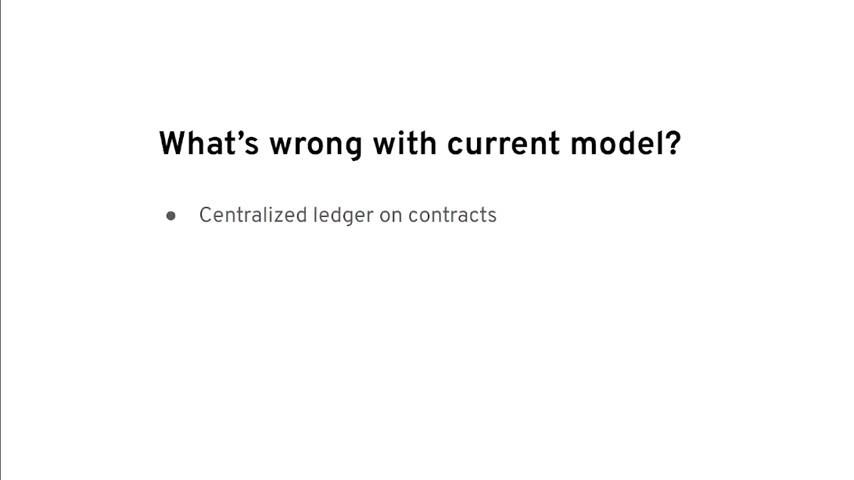 What’s wrong with current model?
● Centralized ledger on contracts